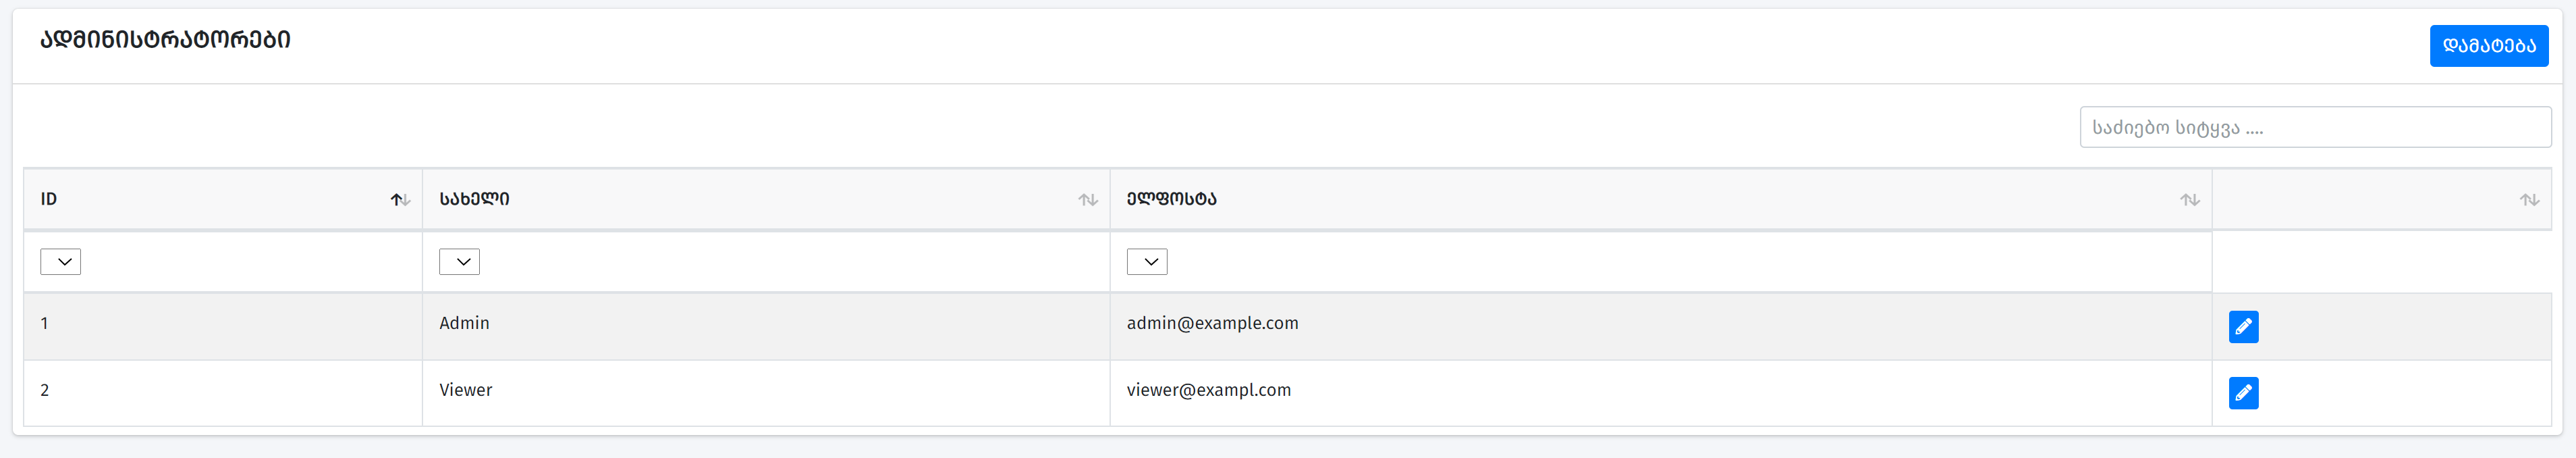 ადმინისტრატორები
დამატება
საძიებო სიტყვა ....
ID სახელი ელფოსტა
1 Admin admin@example.com
2 Viewer viewer@exampl.com